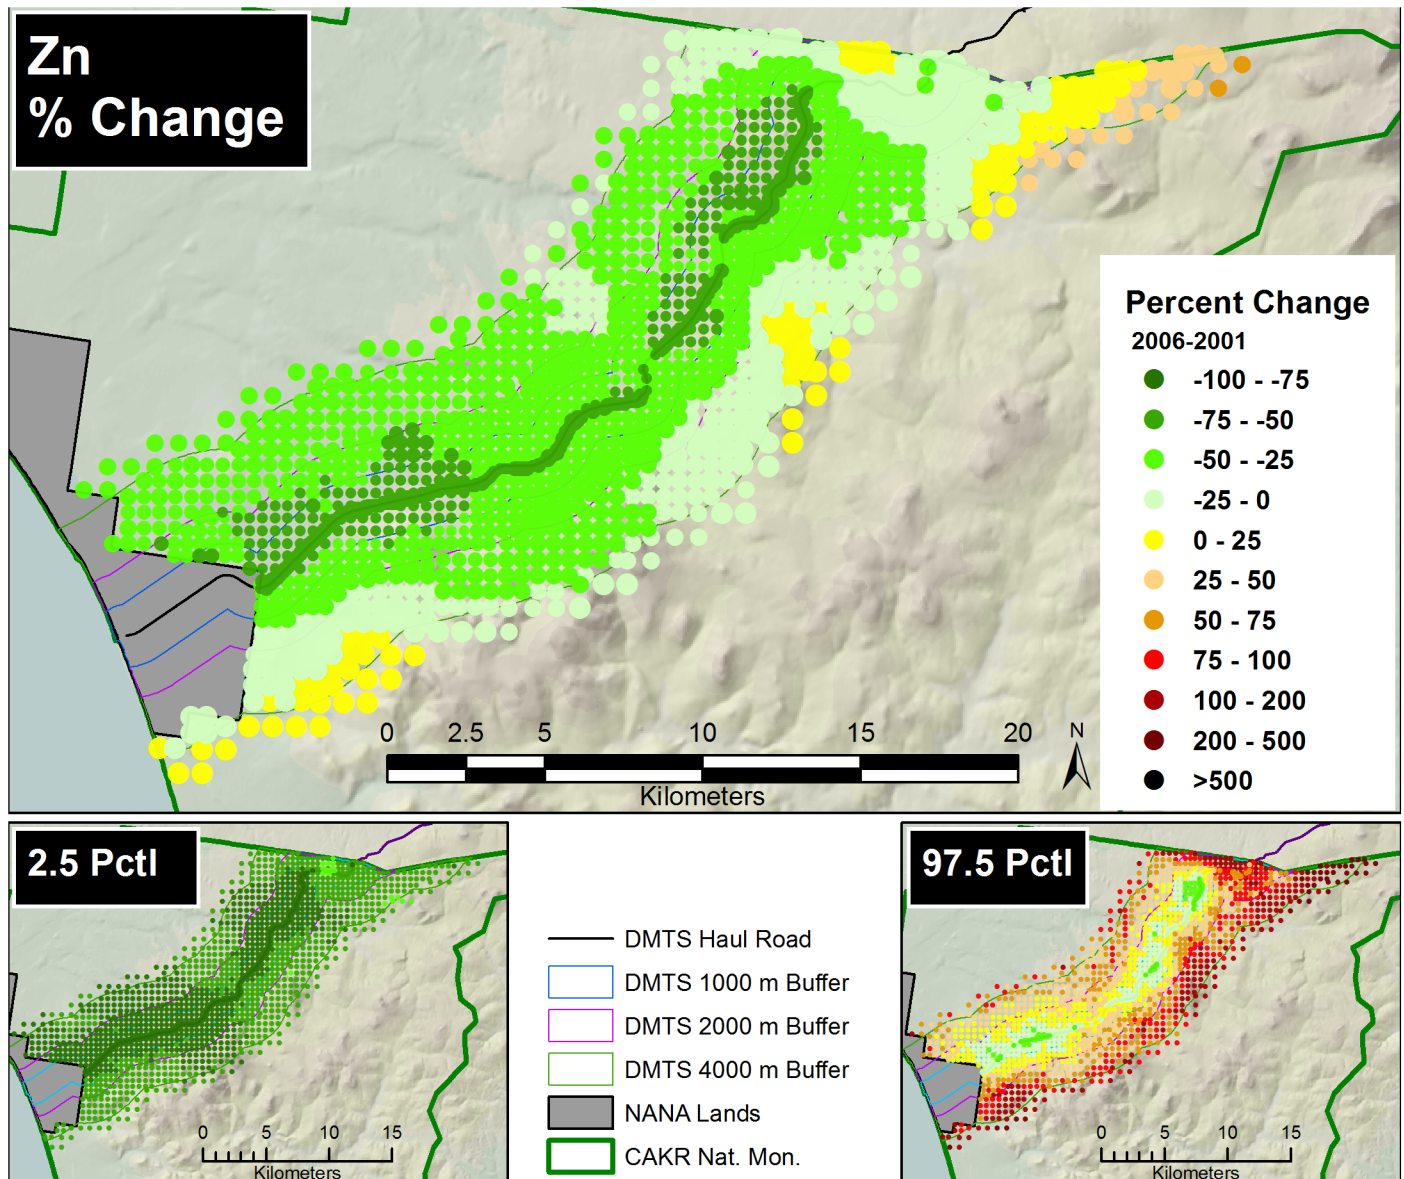 Zn
% Change
Percent Change
2006-2001
-100 - -75
-75 - -50
-50 - -25
-25 - 0
0 - 25
25 - 50
50 - 75
75 - 100
100 - 200
200 - 500
>500
0 2.5 5 10 15 20
Kilometers
N
2.5 Pctl
0 5 10 15
Kilometers
DMTS Haul Road
DMTS 1000 m Buffer
DMTS 2000 m Buffer
DMTS 4000 m Buffer
NANA Lands
CAKR Nat. Mon.
97.5 Pctl
0 5 10 15
Kilometers